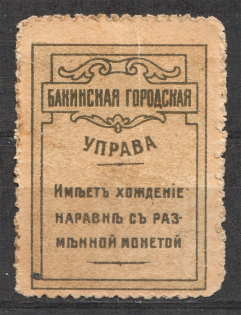 БАКИНСКАЯ ГОРОДСКАЯ
УПРАВА
ИМѢЕТЪ ХОЖДЕНІЕ
НАРАВНѢ СЪ РАЗ-
МѢННОЙ МОНЕТОЙ